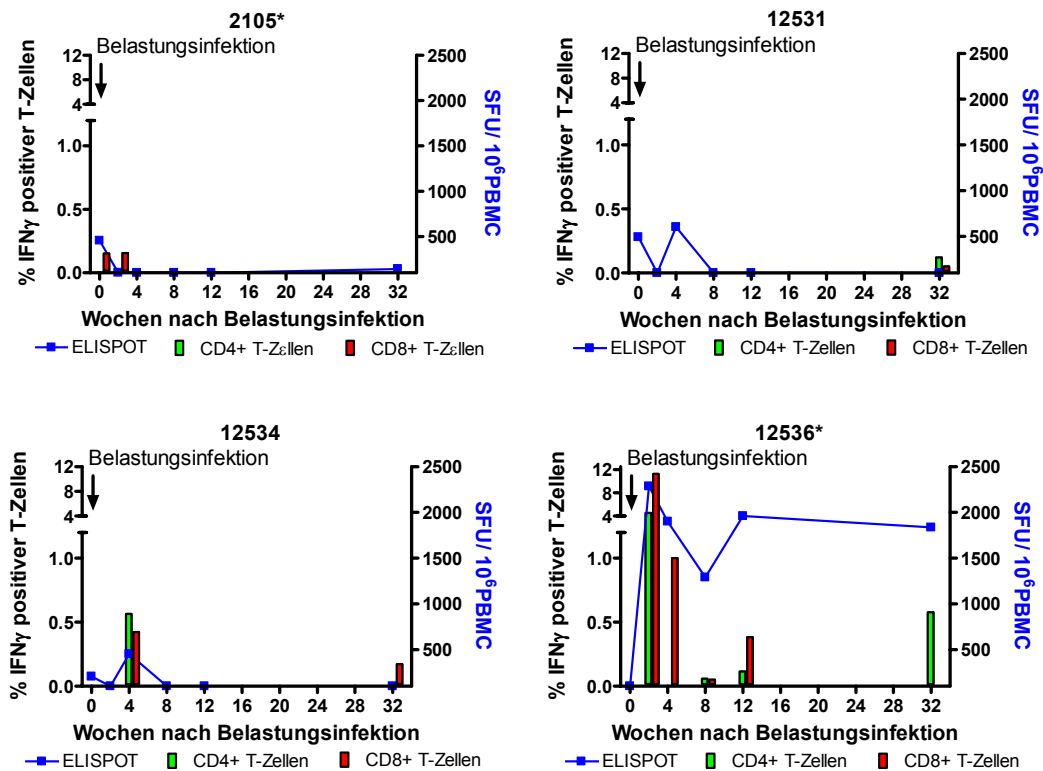 2105*
Belastungsinfektion
% IFNγ positiver T-Zellen
12
8
4
1.0
0.5
0.0
2500
2000
1500
1000
500
SFU/ 10⁶PBMC
0 4 8 12 16 20 24 28 32
Wochen nach Belastungsinfektion
ELISPOT CD4+ T-Zεllen CD8+ T-Zεllen
12531
Belastungsinfektion
% IFNγ positiver T-Zellen
12
8
4
1.0
0.5
0.0
2500
2000
1500
1000
500
SFU/ 10⁶PBMC
0 4 8 12 16 20 24 28 32
Wochen nach Belastungsinfektion
ELISPOT CD4+ T-Zellen CD8+ T-Zellen
12534
Belastungsinfektion
% IFNγ positiver T-Zellen
12
8
4
1.0
0.5
0.0
2500
2000
1500
1000
500
SFU/ 10⁶PBMC
0 4 8 12 16 20 24 28 32
Wochen nach Belastungsinfektion
ELISPOT CD4+ T-Zellen CD8+ T-Zellen
12536*
Belastungsinfektion
% IFNγ positiver T-Zellen
12
8
4
1.0
0.5
0.0
2500
2000
1500
1000
500
SFU/ 10⁶PBMC
0 4 8 12 16 20 24 28 32
Wochen nach Belastungsinfektion
ELISPOT CD4+ T-Zellen CD8+ T-Zellen